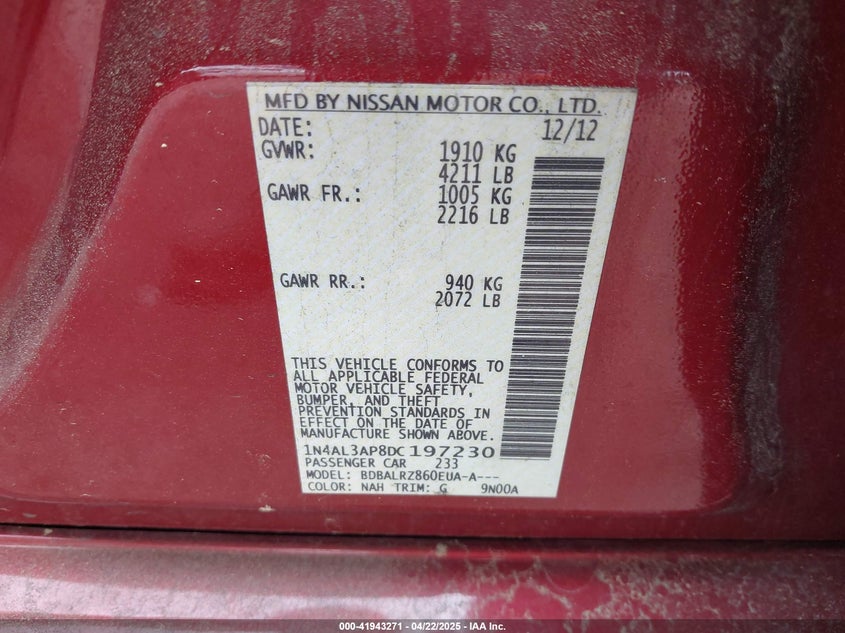 MFD BY NISSAN MOTOR CO., LTD.
DATE: 12/12
GVWR: 1910 KG
4211 LB
GAWR FR.: 1005 KG
2216 LB
GAWR RR.: 940 KG
2072 LB
THIS VEHICLE CONFORMS TO
ALL APPLICABLE FEDERAL
MOTOR VEHICLE SAFETY,
BUMPER, AND THEFT
PREVENTION STANDARDS IN
EFFECT ON THE DATE OF
MANUFACTURE SHOWN ABOVE.
1N4AL3AP8DC197230
PASSENGER CAR 233
MODEL: BDBALRZ860EUA-A---
COLOR: NAH TRIM: G 9N00A
000-41943271 - 04/22/2025 - IAA Inc.